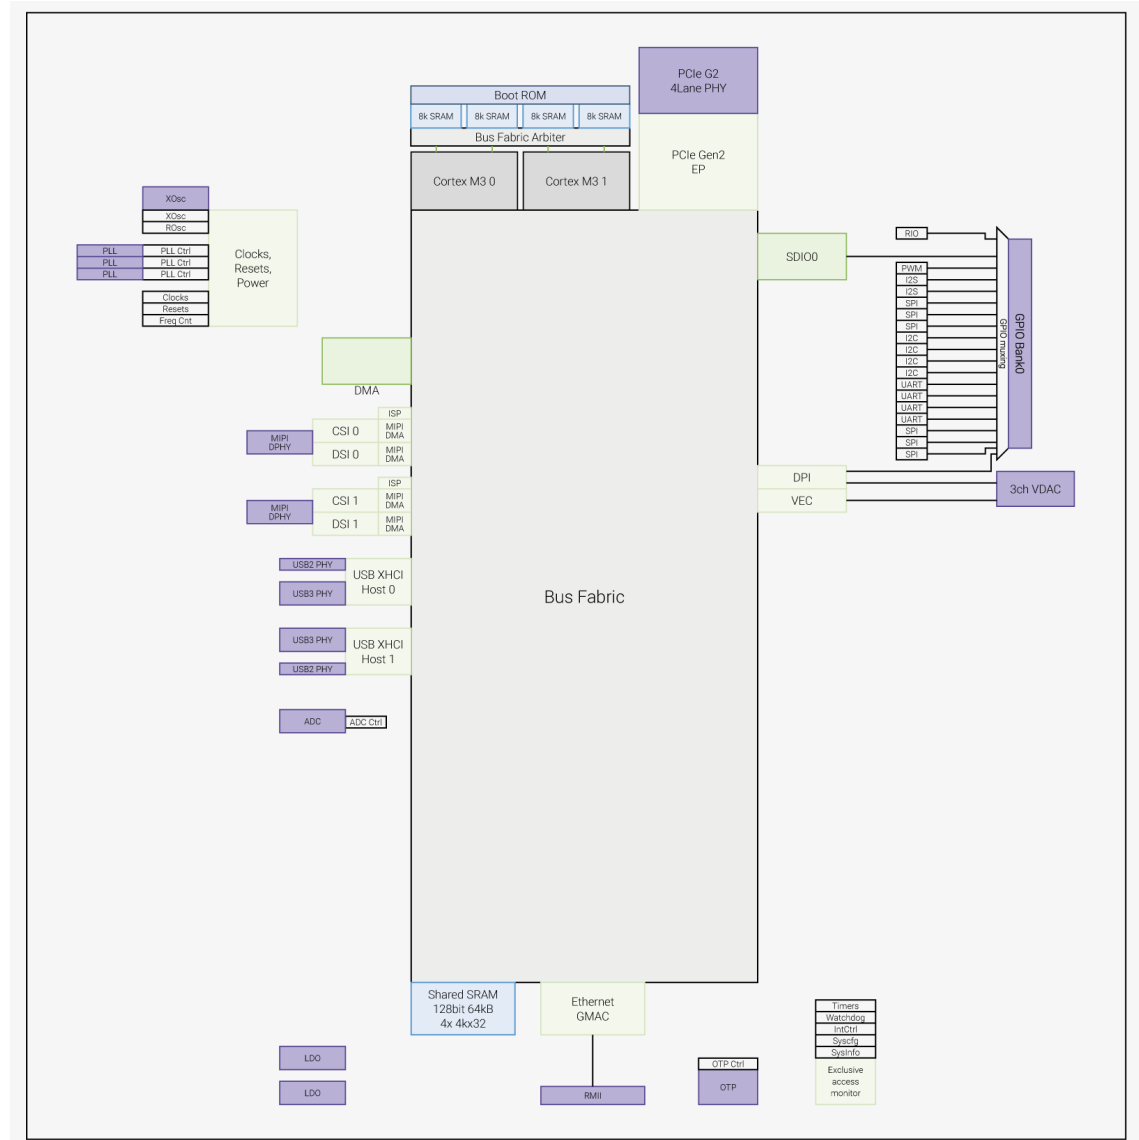 PCIe G2
4Lane PHY
Boot ROM
8k SRAM
8k SRAM
8k SRAM
8k SRAM
Bus Fabric Arbiter
PCIe Gen2
EP
Cortex M3 0
Cortex M3 1
XOsc
XOsc
ROsc
PLL
PLL Ctrl
PLL
PLL Ctrl
PLL
PLL Ctrl
Clocks,
Resets,
Power
Clocks
Resets
Freq Cnt
DMA
ISP
CSI 0
MIPI
DMA
DSI 0
MIPI
DMA
MIPI
DPHY
ISP
CSI 1
MIPI
DMA
DSI 1
MIPI
DMA
MIPI
DPHY
USB2 PHY
USB3 PHY
USB XHCI
Host 0
USB3 PHY
USB2 PHY
USB XHCI
Host 1
ADC
ADC Ctrl
Bus Fabric
SDIO0
RIO
PWM
I2S
I2S
SPI
SPI
SPI
I2C
I2C
I2C
I2C
UART
UART
UART
UART
SPI
SPI
SPI
GPIO muxing
GPIO Bank0
DPI
VEC
3ch VDAC
Shared SRAM
128bit 64kB
4x 4kx32
Ethernet
GMAC
RMII
LDO
LDO
OTP Ctrl
OTP
Timers
Watchdog
IntCtrl
Syscfg
SysInfo
Exclusive
access
monitor